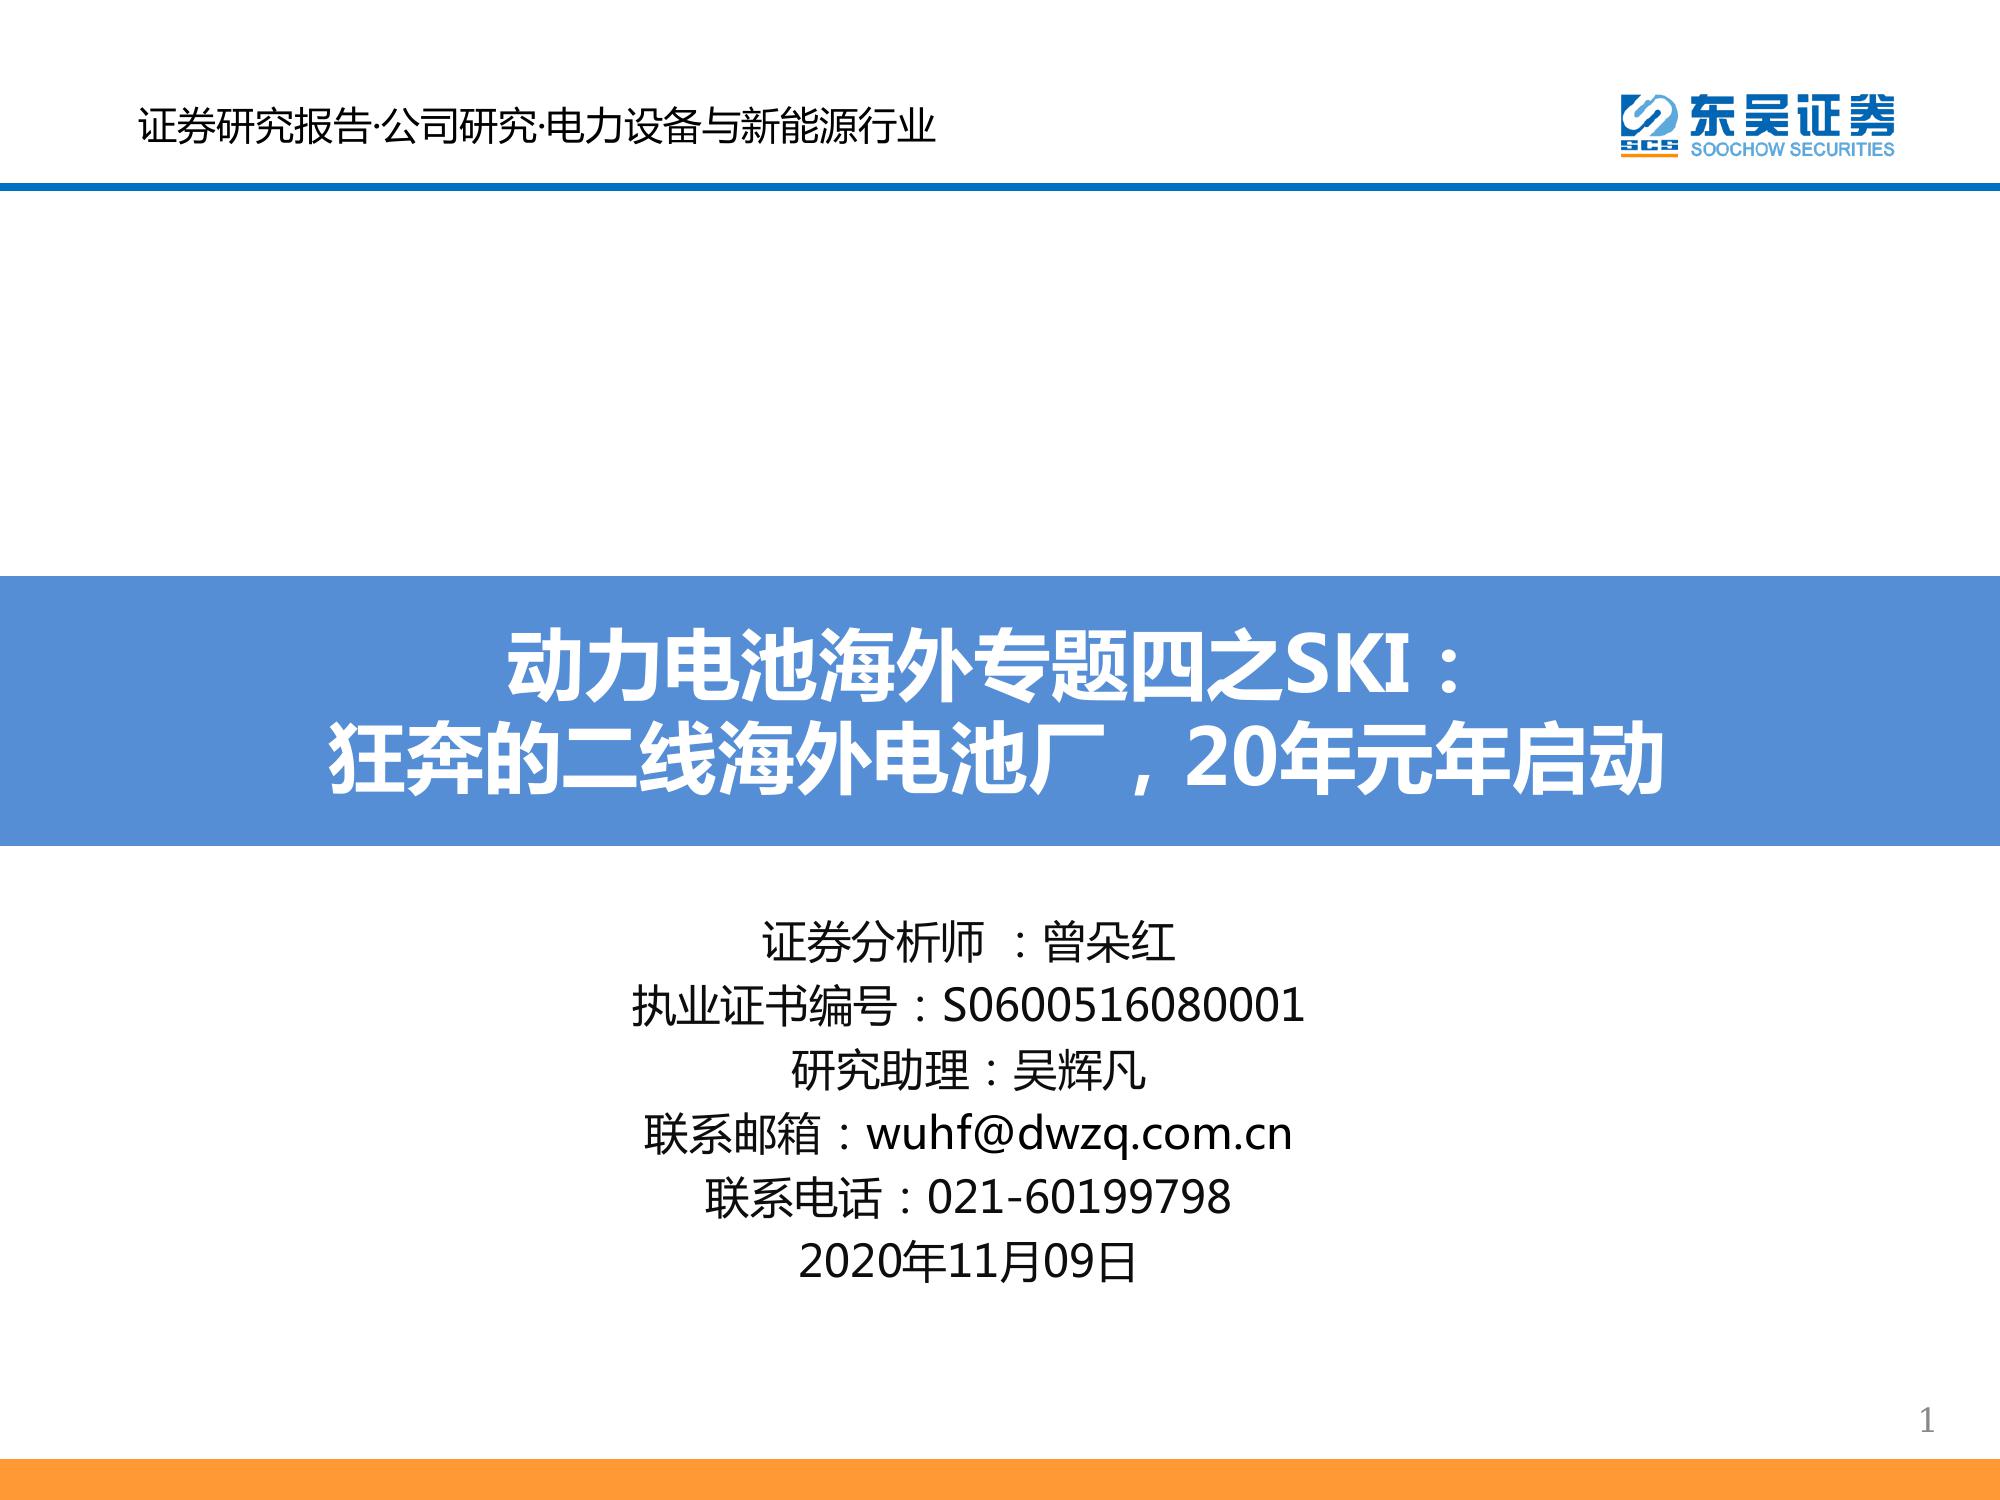 证券研究报告·公司研究·电力设备与新能源行业
东吴证券
SCS
SOOCHOW SECURITIES
动力电池海外专题四之SKI：
狂奔的二线海外电池厂，20年元年启动
证券分析师 ：曾朵红
执业证书编号：S0600516080001
研究助理：吴辉凡
联系邮箱：wuhf@dwzq.com.cn
联系电话：021-60199798
2020年11月09日
1